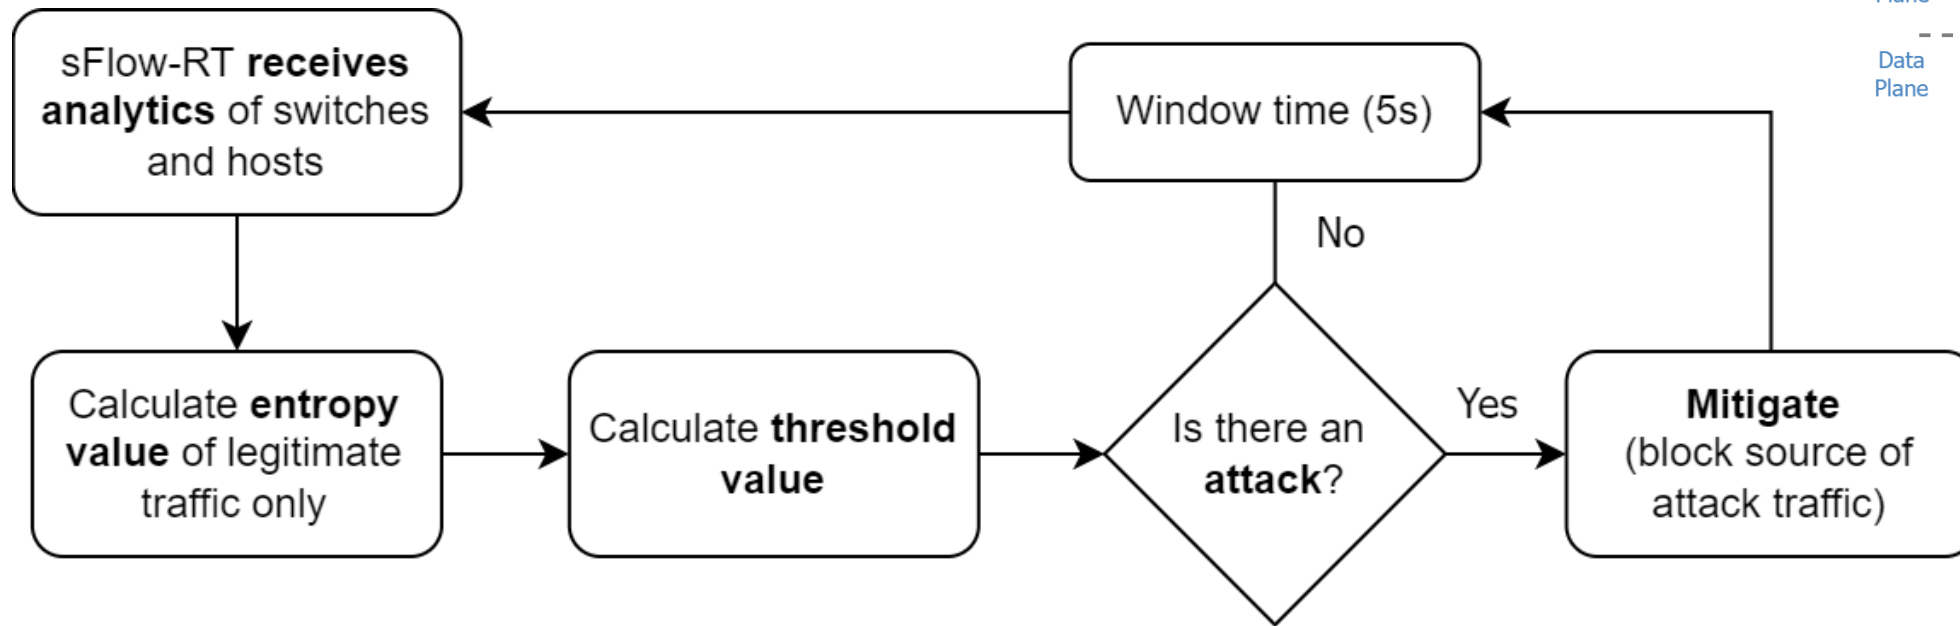 Plane
Data
Plane
sFlow-RT receives
analytics of switches
and hosts
Window time (5s)
No
Calculate entropy
value of legitimate
traffic only
Calculate threshold
value
Is there an
attack?
Yes
Mitigate
(block source of
attack traffic)